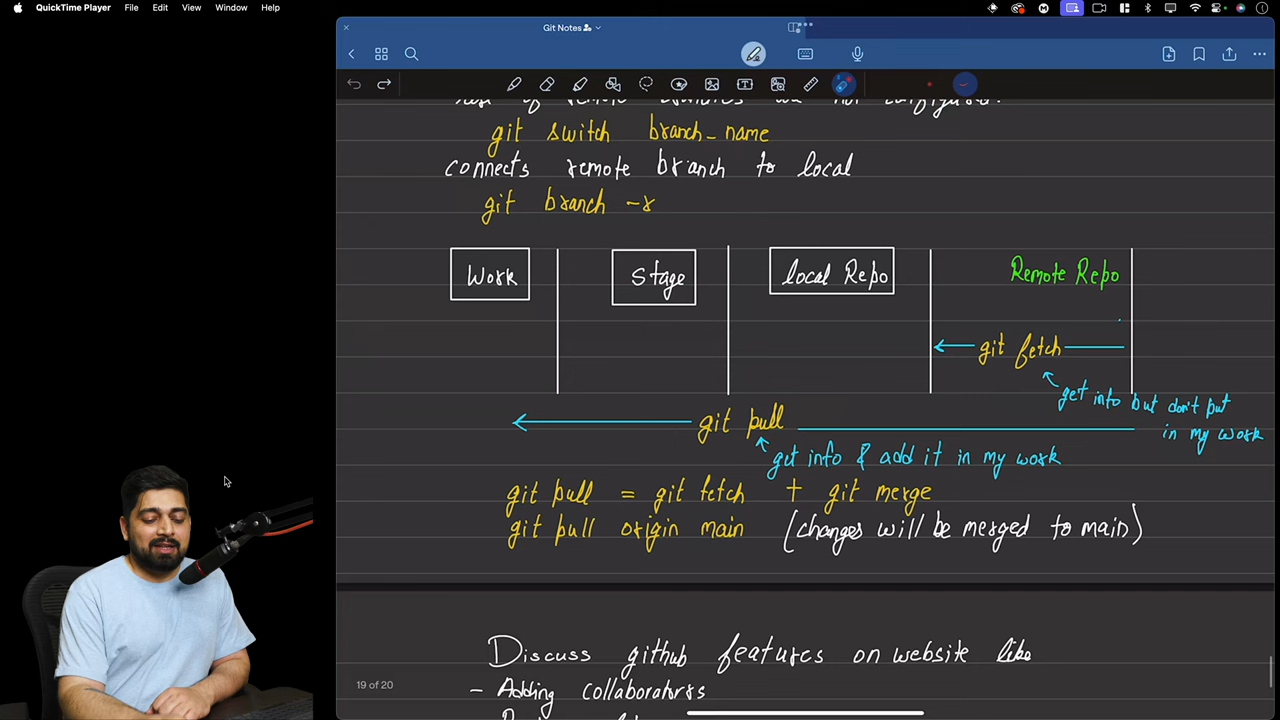 QuickTime Player File Edit View Window Help
Git Notes
git switch branch_name
connects remote branch to local
git branch -r
Work Stage local Repo Remote Repo
git fetch
get info but don't put
in my work
git pull
get info & add it in my work
git pull = git fetch + git merge
git pull origin main (changes will be merged to main)
Discuss github features on website like
19 of 20
- Adding collaborators